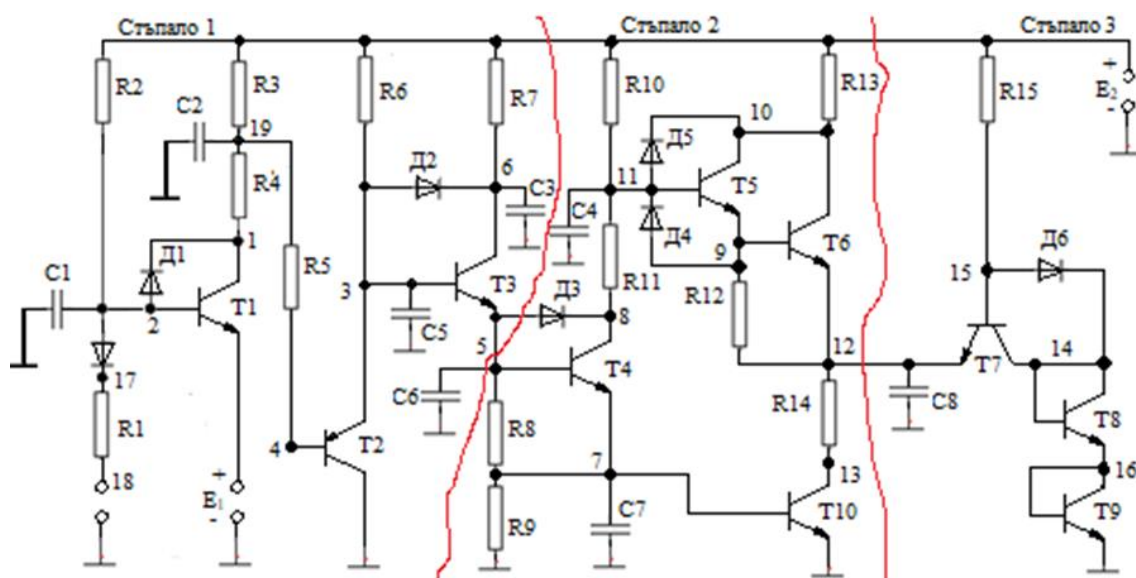 Стъпало 1 Стъпало 2 Стъпало 3
R2 R3 R6 R7 R10 R13 R15 + E2 -
C2 19 10
R4 Д2 6 C3 11 Д5 T5
C1 Д1 1 C4 Д4 9 T6 15 Д6
2 T1 R5 3 T3 R11 R12
17 C5 Д3 8 12 T7 14
R1 5 T4 C8 T8
C6 R14
18 + E1 - 4 T2 R8 7 13 16
R9 C7 T10 T9